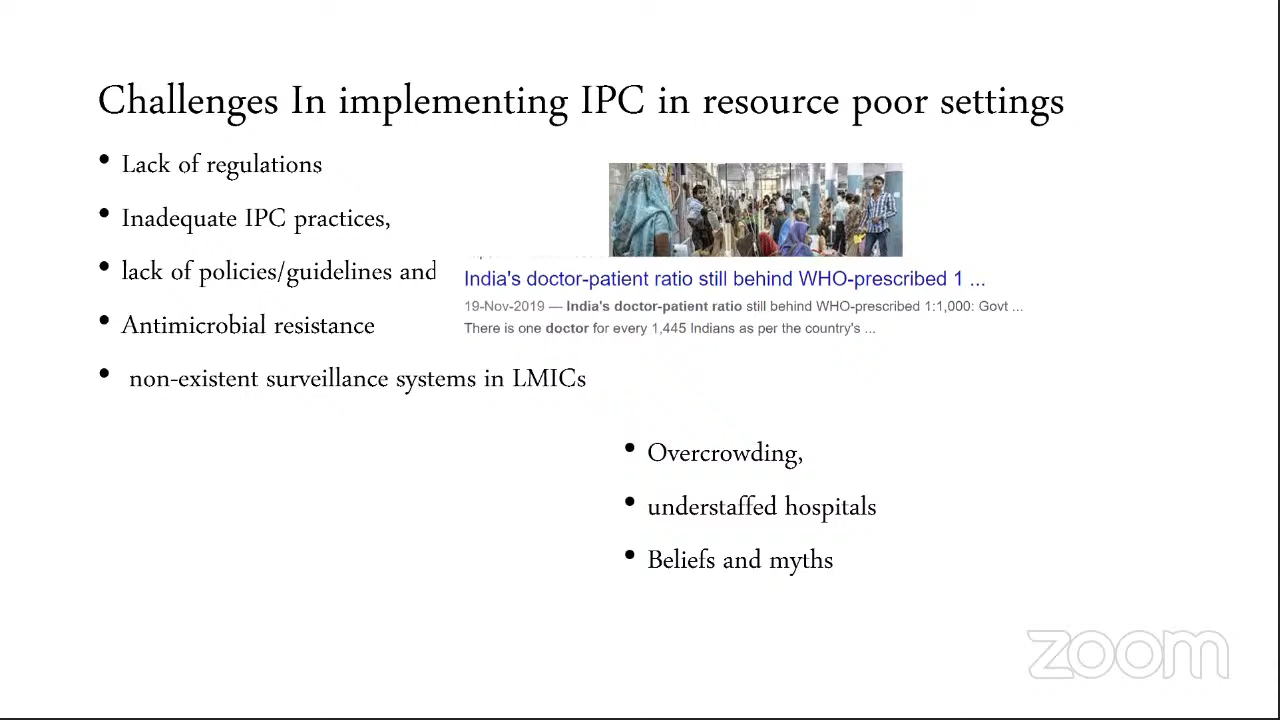 Challenges In implementing IPC in resource poor settings
• Lack of regulations
• Inadequate IPC practices,
• lack of policies/guidelines and
• Antimicrobial resistance
• non-existent surveillance systems in LMICs
India's doctor-patient ratio still behind WHO-prescribed 1 ...
19-Nov-2019 — India's doctor-patient ratio still behind WHO-prescribed 1:1,000: Govt ...
There is one doctor for every 1,445 Indians as per the country's ...
• Overcrowding,
• understaffed hospitals
• Beliefs and myths
zoom